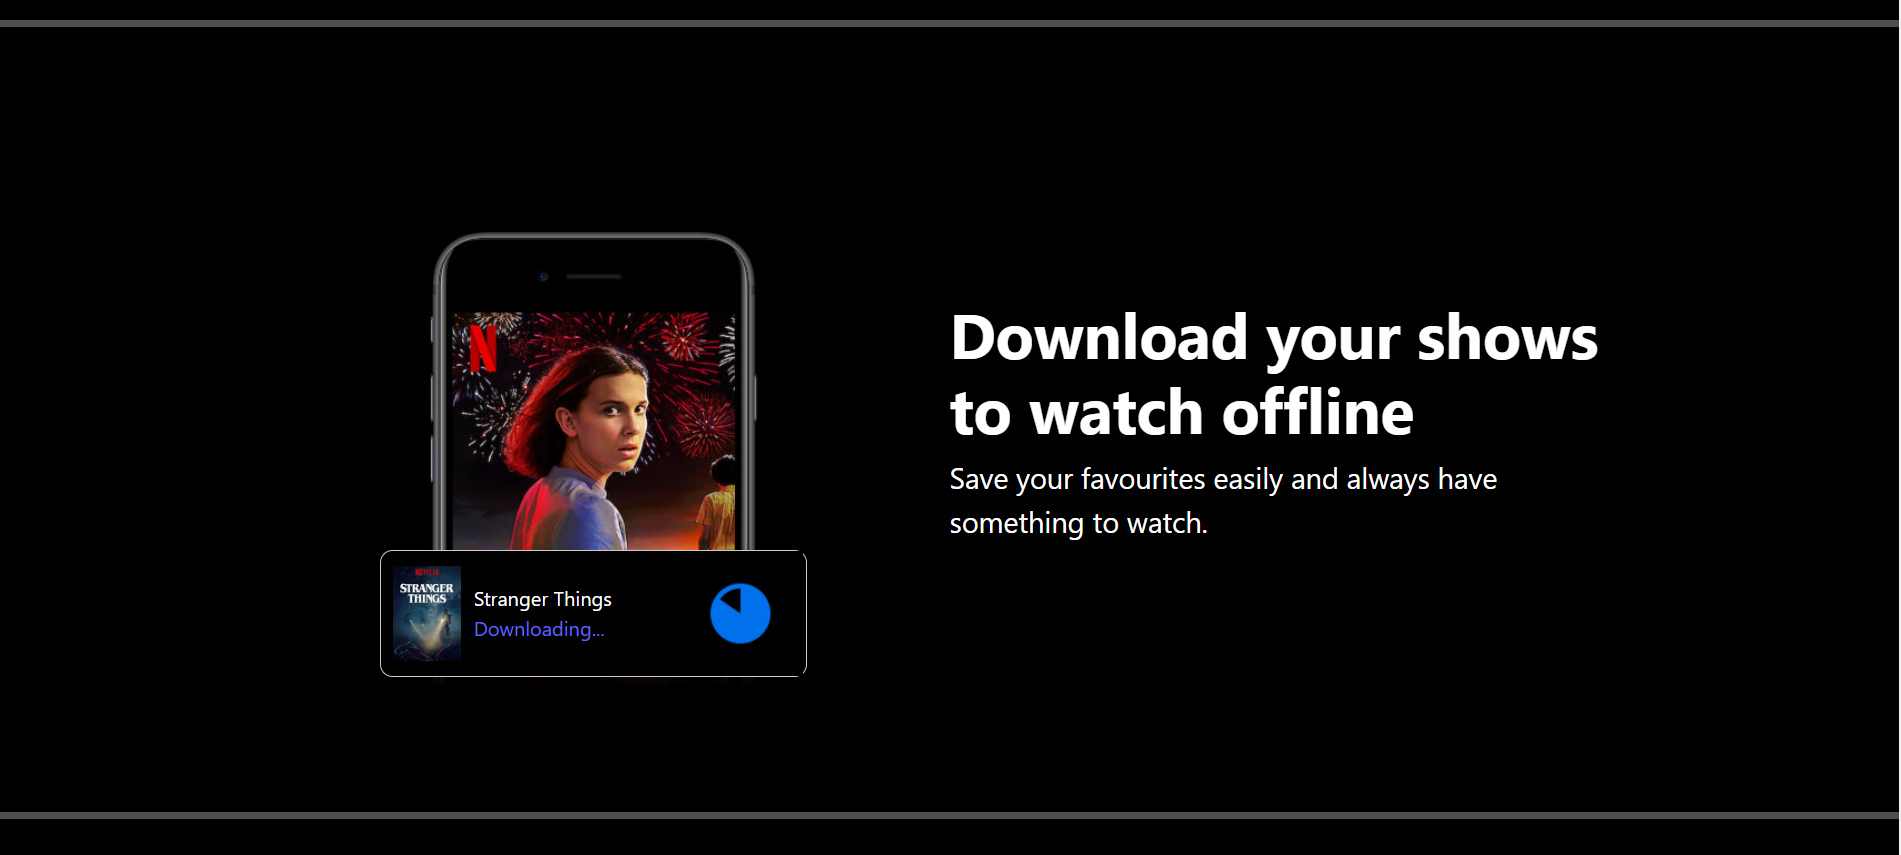 N
Download your shows
to watch offline
Save your favourites easily and always have
something to watch.
NETFLIX
STRANGER
THINGS
Stranger Things
Downloading...